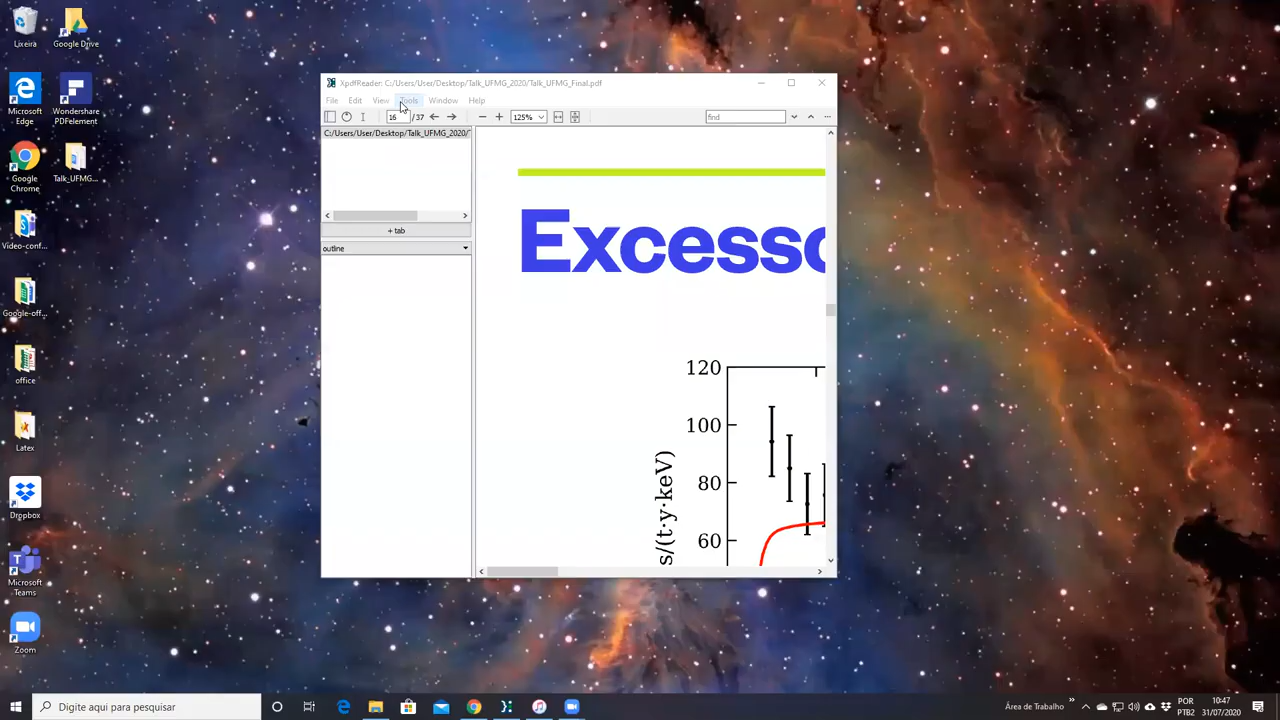 Lixeira
Google Drive
Microsoft Edge
Wondershare PDFelement
Google Chrome
Talk_UFMG...
Video-conf...
Google-off...
office
Latex
Dropbox
Microsoft Teams
Zoom
XpdfReader: C:/Users/User/Desktop/Talk_UFMG_2020/Talk_UFMG_Final.pdf
File Edit View Tools Window Help
16 / 37 125% find
C:/Users/User/Desktop/Talk_UFMG_2020/
+ tab
outline
Excesso
120
100
80
60
s/(t·y·keV)
Digite aqui para pesquisar
Área de Trabalho
POR
PTB2
10:47
31/07/2020